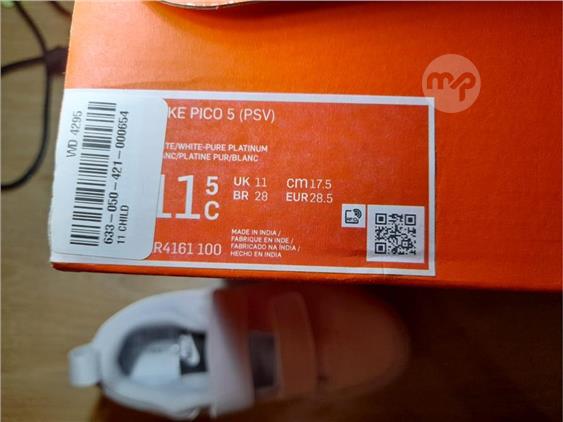 mp
WD 4295
633-050-421-000654
11 CHILD
KE PICO 5 (PSV)
TE/WHITE-PURE PLATINUM
ANC/PLATINE PUR/BLANC
11 5 C
UK 11
BR 28
cm 17.5
EUR 28.5
R4161 100
MADE IN INDIA /
FABRIQUE EN INDE /
FABRICADO NA ÍNDIA /
HECHO EN INDIA